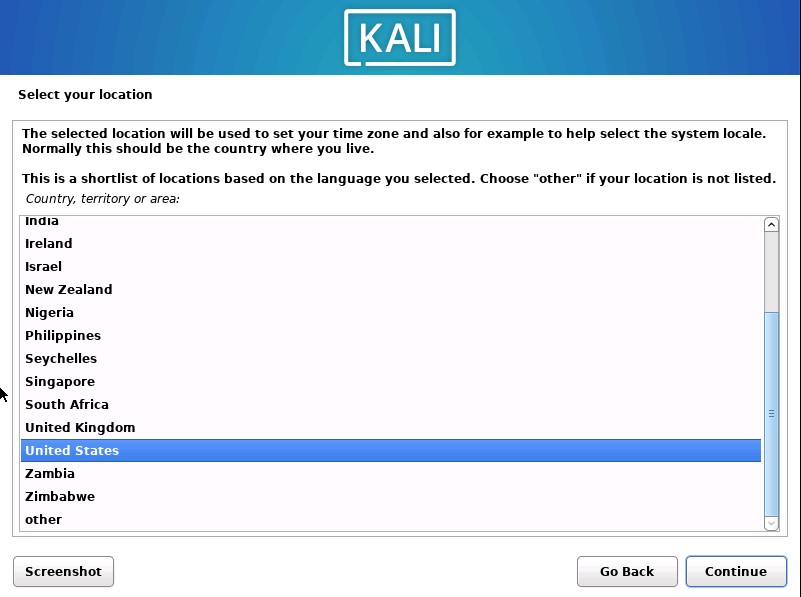 KALI
Select your location
The selected location will be used to set your time zone and also for example to help select the system locale.
Normally this should be the country where you live.
This is a shortlist of locations based on the language you selected. Choose "other" if your location is not listed.
Country, territory or area:
India
Ireland
Israel
New Zealand
Nigeria
Philippines
Seychelles
Singapore
South Africa
United Kingdom
United States
Zambia
Zimbabwe
other
Screenshot
Go Back
Continue